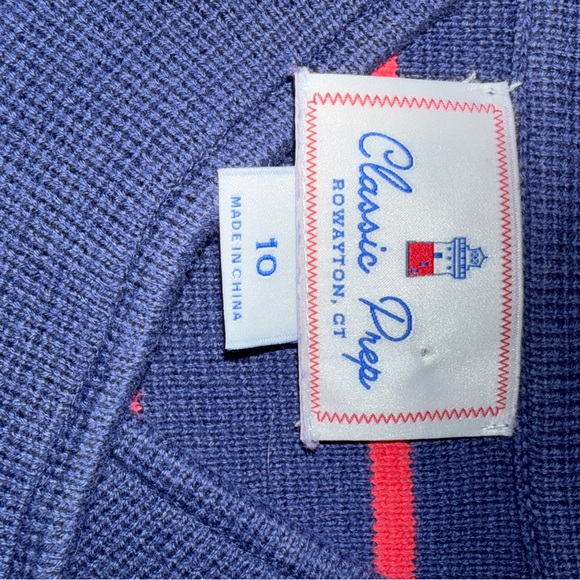 Classic Prep
ROWAYTON, CT
10
MADE IN CHINA